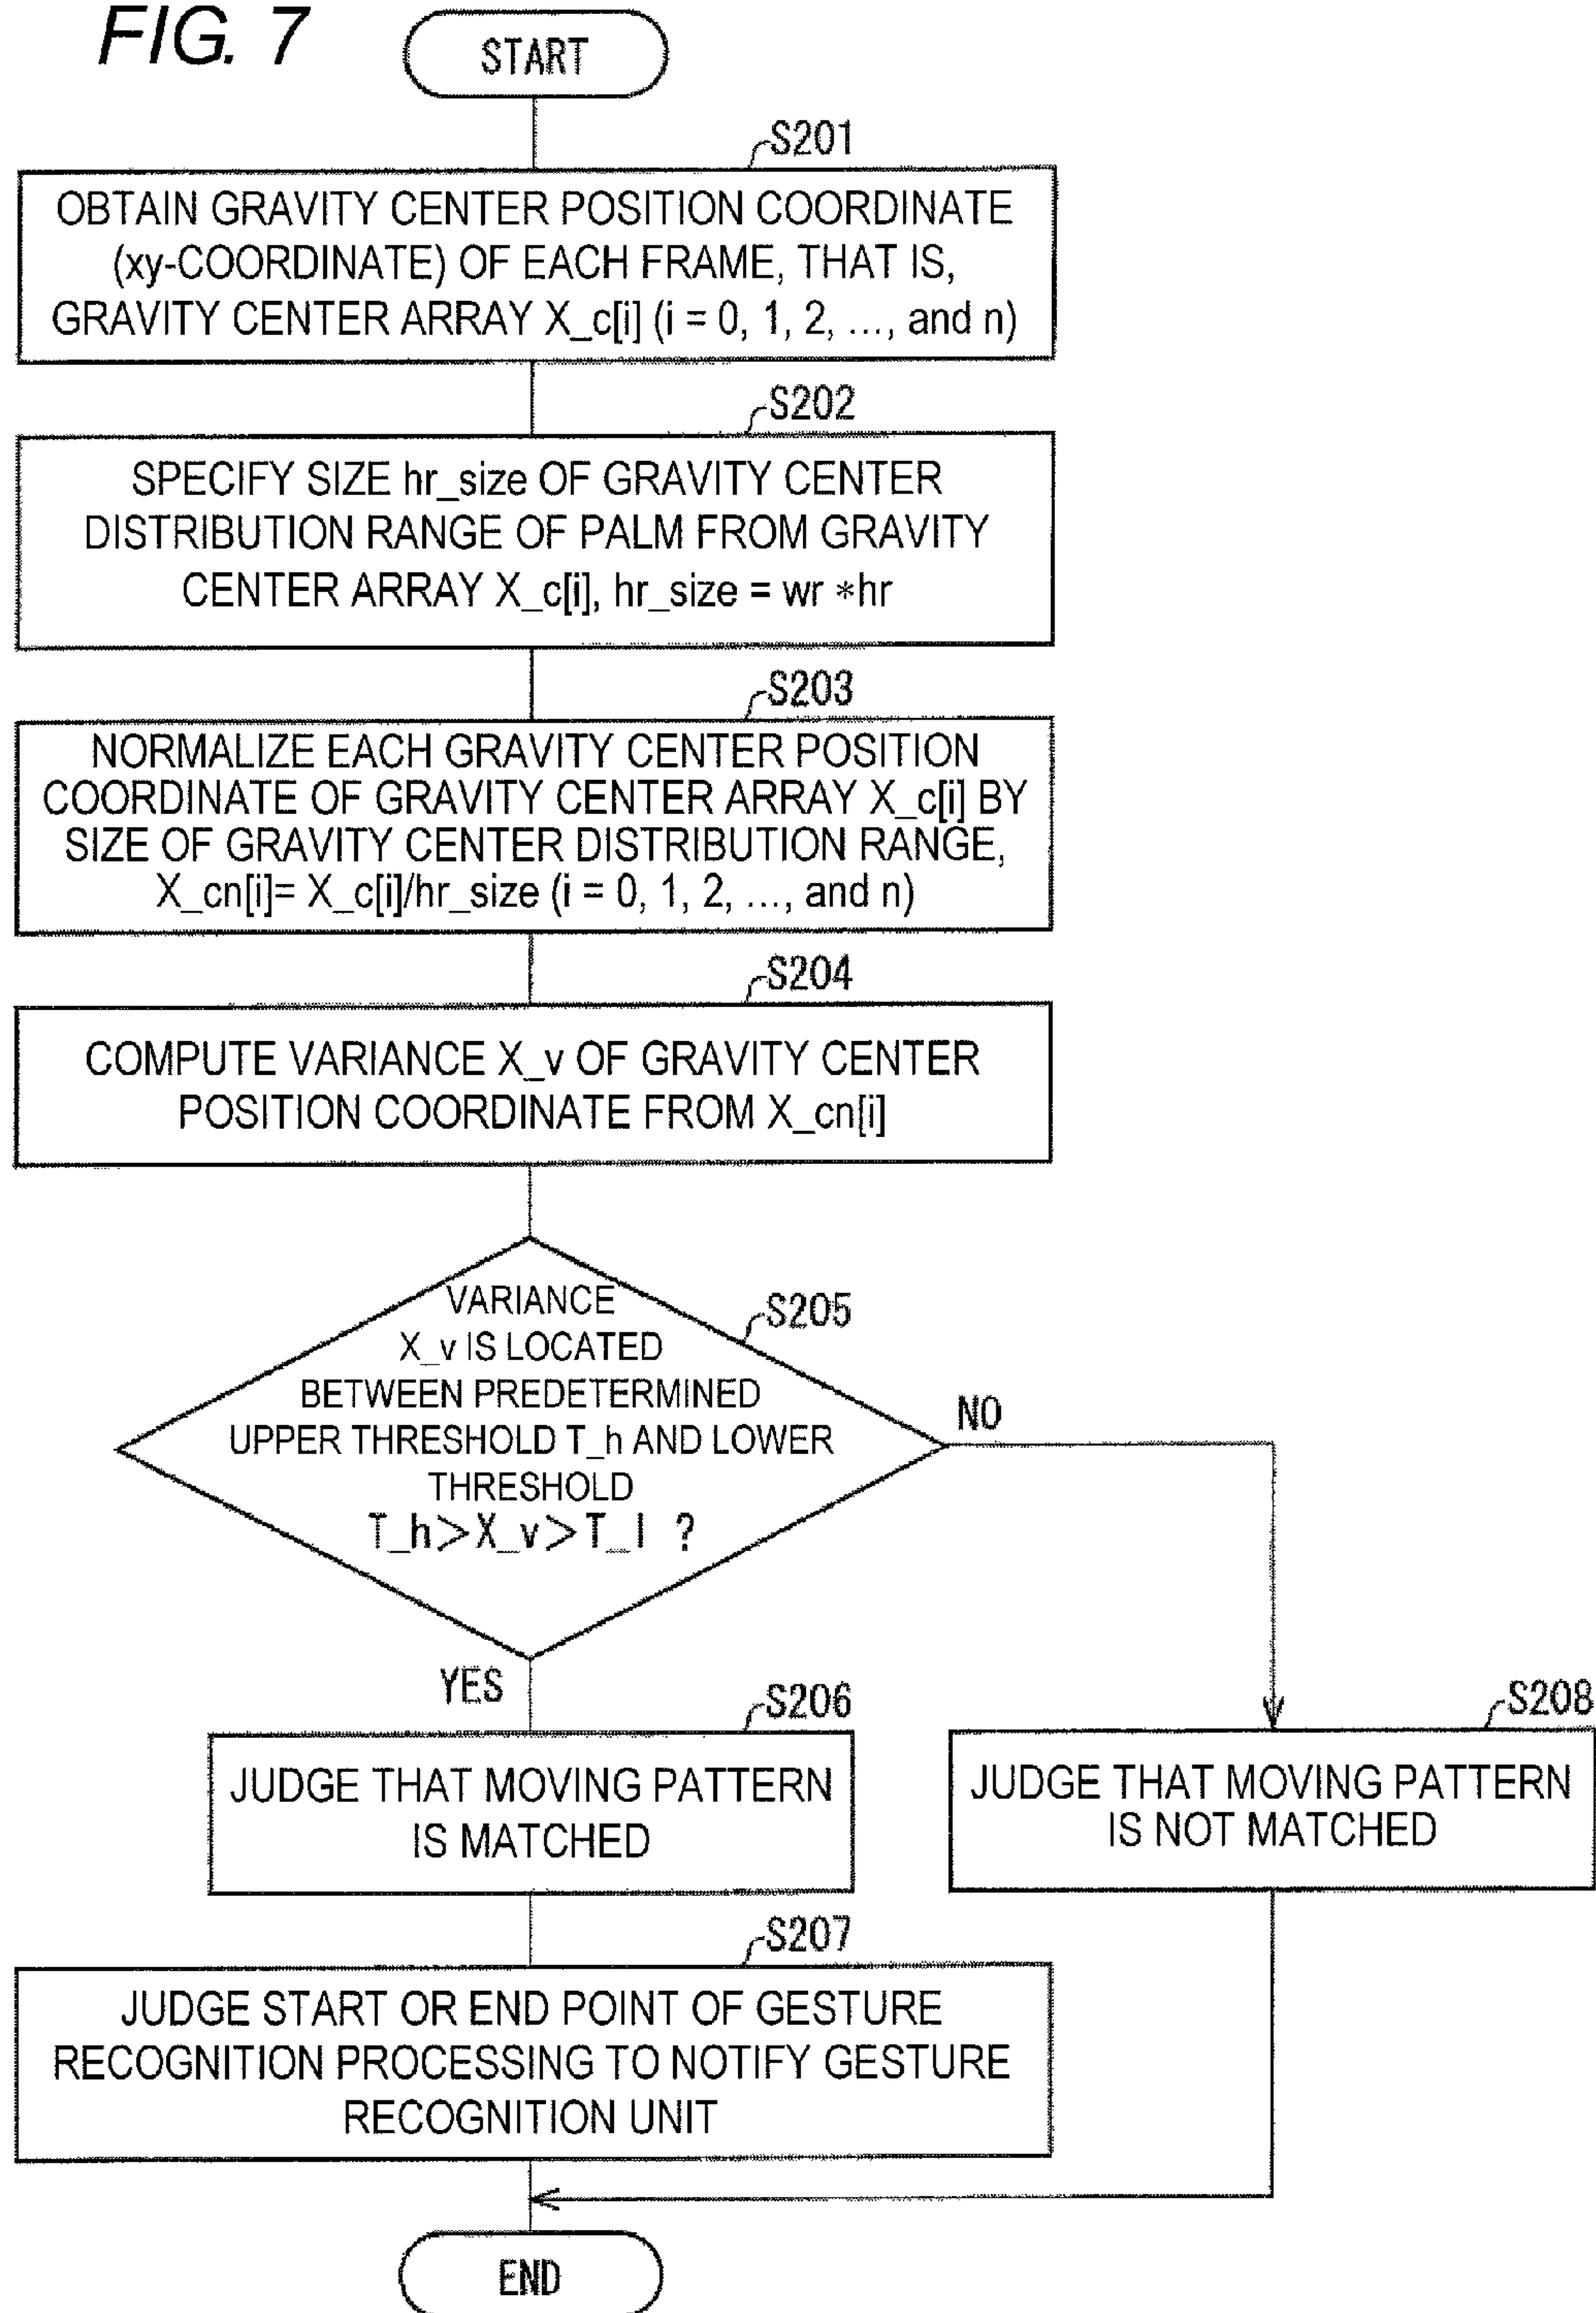 FIG. 7
START
S201
OBTAIN GRAVITY CENTER POSITION COORDINATE
(xy-COORDINATE) OF EACH FRAME, THAT IS,
GRAVITY CENTER ARRAY X_c[i] (i = 0, 1, 2, ..., and n)
S202
SPECIFY SIZE hr_size OF GRAVITY CENTER
DISTRIBUTION RANGE OF PALM FROM GRAVITY
CENTER ARRAY X_c[i], hr_size = wr *hr
S203
NORMALIZE EACH GRAVITY CENTER POSITION
COORDINATE OF GRAVITY CENTER ARRAY X_c[i] BY
SIZE OF GRAVITY CENTER DISTRIBUTION RANGE,
X_cn[i]= X_c[i]/hr_size (i = 0, 1, 2, ..., and n)
S204
COMPUTE VARIANCE X_v OF GRAVITY CENTER
POSITION COORDINATE FROM X_cn[i]
S205
VARIANCE
X_v IS LOCATED
BETWEEN PREDETERMINED
UPPER THRESHOLD T_h AND LOWER
THRESHOLD
T_h>X_v>T_l ?
NO
YES
S206
JUDGE THAT MOVING PATTERN
IS MATCHED
S208
JUDGE THAT MOVING PATTERN
IS NOT MATCHED
S207
JUDGE START OR END POINT OF GESTURE
RECOGNITION PROCESSING TO NOTIFY GESTURE
RECOGNITION UNIT
END